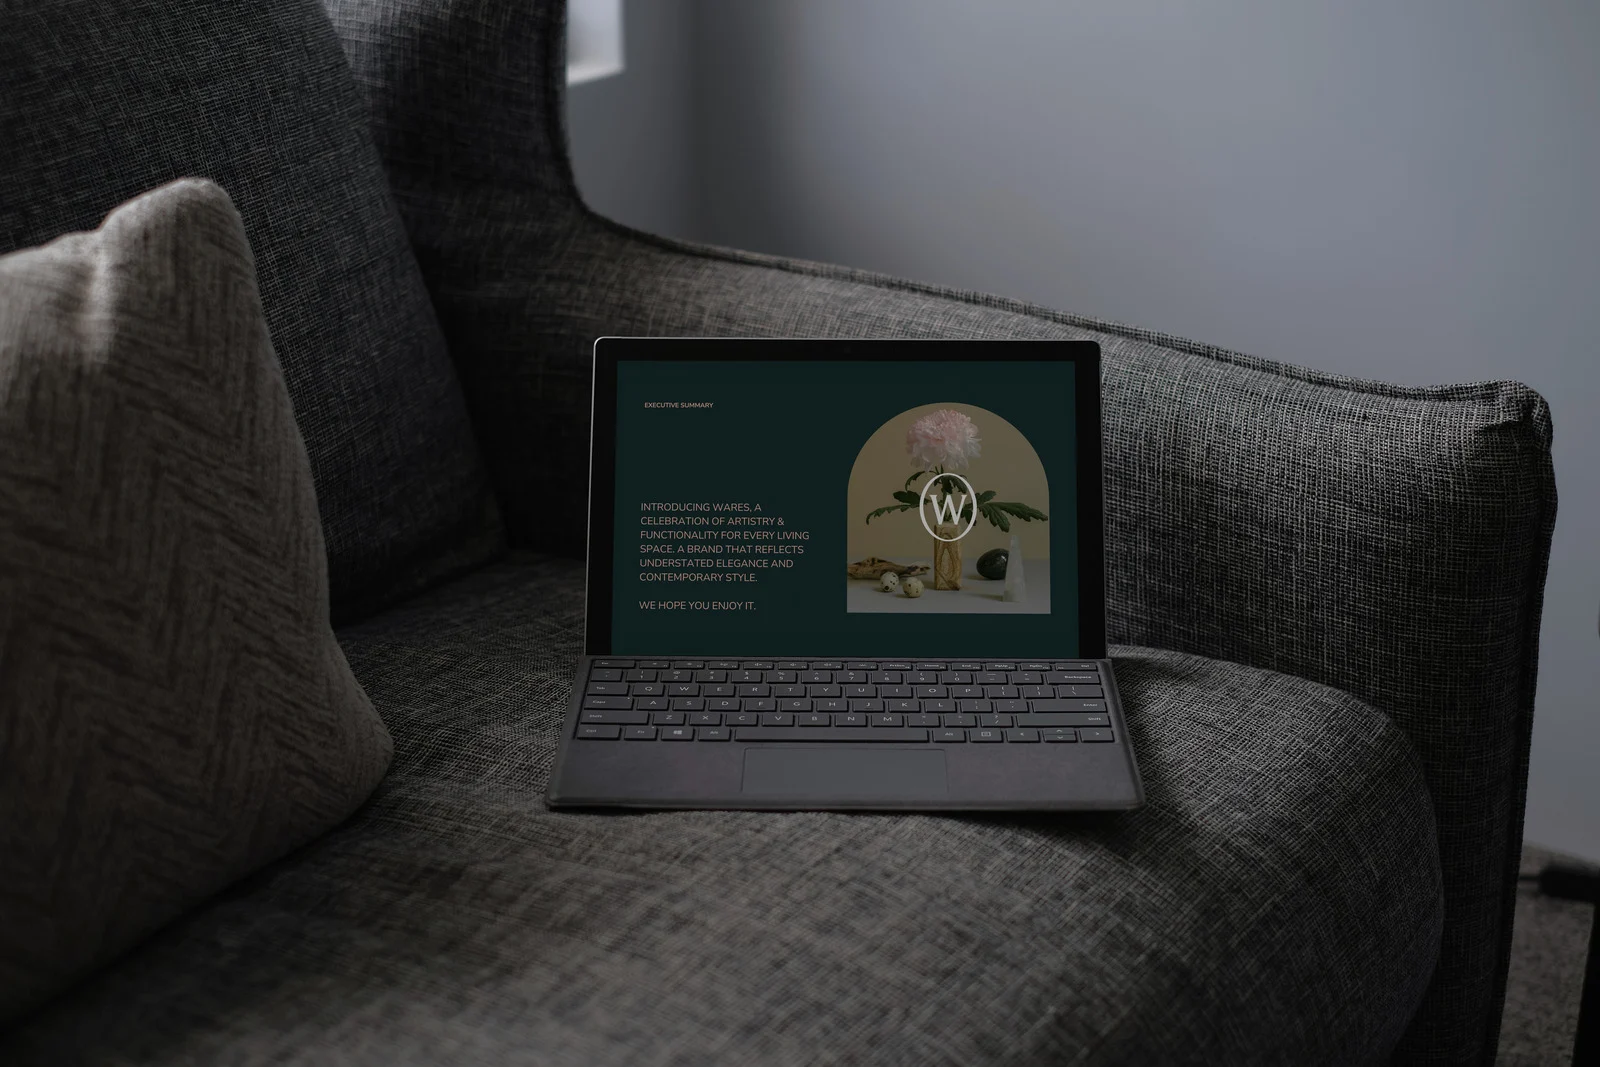 EXECUTIVE SUMMARY
INTRODUCING WARES, A
CELEBRATION OF ARTISTRY &
FUNCTIONALITY FOR EVERY LIVING
SPACE. A BRAND THAT REFLECTS
UNDERSTATED ELEGANCE AND
CONTEMPORARY STYLE.
WE HOPE YOU ENJOY IT.
W
Q W E R T Y U I O P
A S D F G H J K L
Z X C V B N M